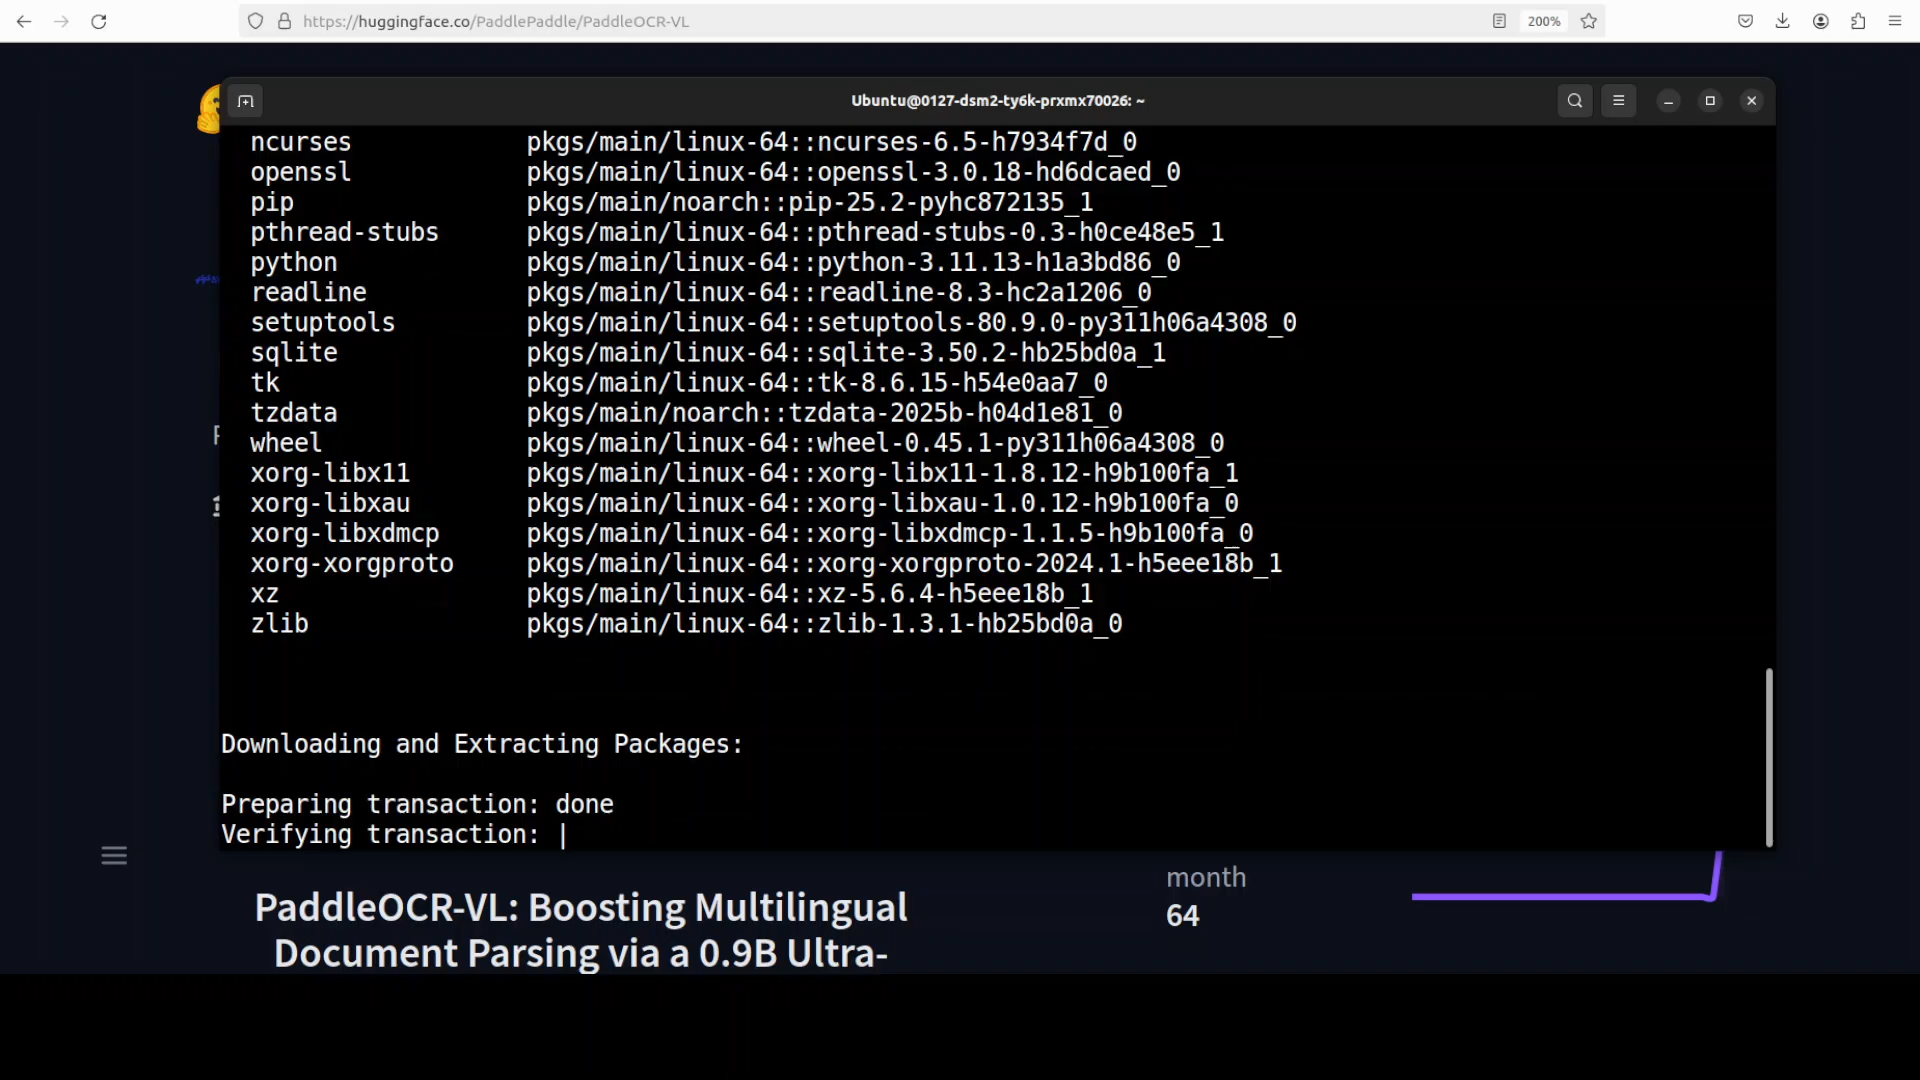 https://huggingface.co/PaddlePaddle/PaddleOCR-VL
200%
Ubuntu@0127-dsm2-ty6k-prxmx70026: ~
ncurses pkgs/main/linux-64::ncurses-6.5-h7934f7d_0
openssl pkgs/main/linux-64::openssl-3.0.18-hd6dcaed_0
pip pkgs/main/noarch::pip-25.2-pyhc872135_1
pthread-stubs pkgs/main/linux-64::pthread-stubs-0.3-h0ce48e5_1
python pkgs/main/linux-64::python-3.11.13-h1a3bd86_0
readline pkgs/main/linux-64::readline-8.3-hc2a1206_0
setuptools pkgs/main/linux-64::setuptools-80.9.0-py311h06a4308_0
sqlite pkgs/main/linux-64::sqlite-3.50.2-hb25bd0a_1
tk pkgs/main/linux-64::tk-8.6.15-h54e0aa7_0
tzdata pkgs/main/noarch::tzdata-2025b-h04d1e81_0
wheel pkgs/main/linux-64::wheel-0.45.1-py311h06a4308_0
xorg-libx11 pkgs/main/linux-64::xorg-libx11-1.8.12-h9b100fa_1
xorg-libxau pkgs/main/linux-64::xorg-libxau-1.0.12-h9b100fa_0
xorg-libxdmcp pkgs/main/linux-64::xorg-libxdmcp-1.1.5-h9b100fa_0
xorg-xorgproto pkgs/main/linux-64::xorg-xorgproto-2024.1-h5eee18b_1
xz pkgs/main/linux-64::xz-5.6.4-h5eee18b_1
zlib pkgs/main/linux-64::zlib-1.3.1-hb25bd0a_0
Downloading and Extracting Packages:
Preparing transaction: done
Verifying transaction: |
month
64
PaddleOCR-VL: Boosting Multilingual
Document Parsing via a 0.9B Ultra-